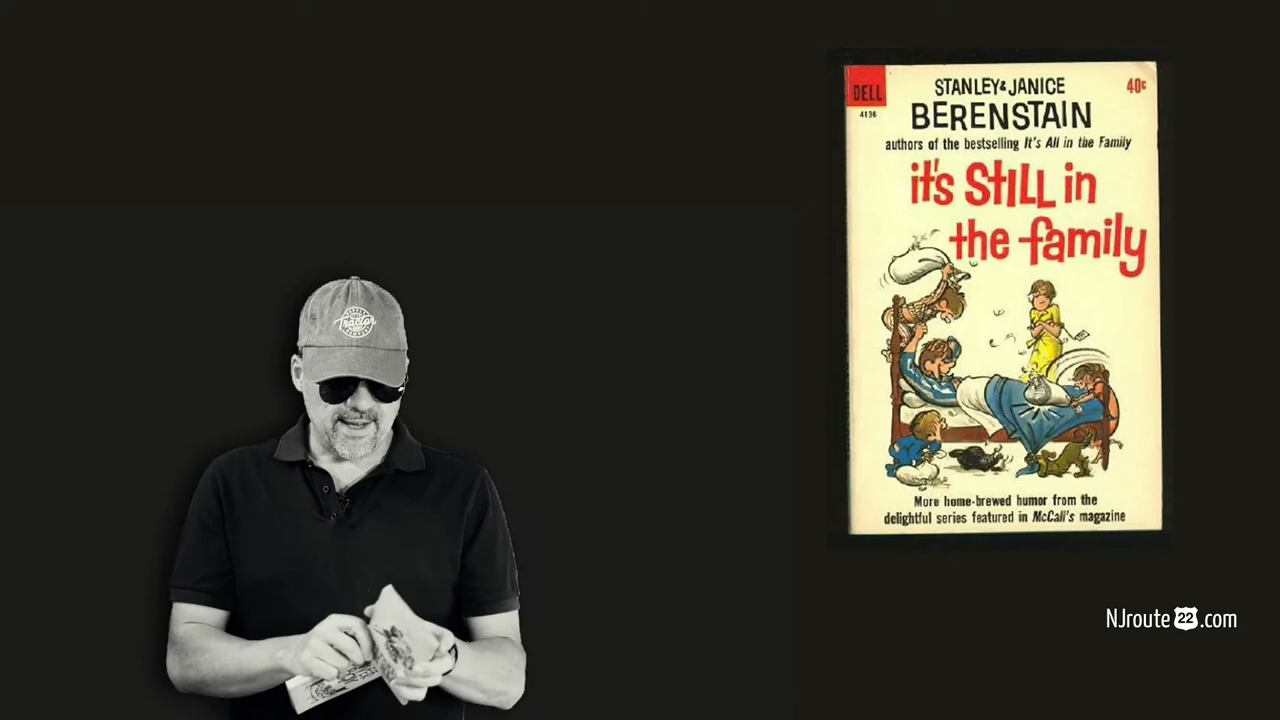 DELL
4136
STANLEY & JANICE
40¢
BERENSTAIN
authors of the bestselling It's All in the Family
it's STILL in
the family
More home-brewed humor from the
delightful series featured in McCall's magazine
Tractor
NJroute22.com